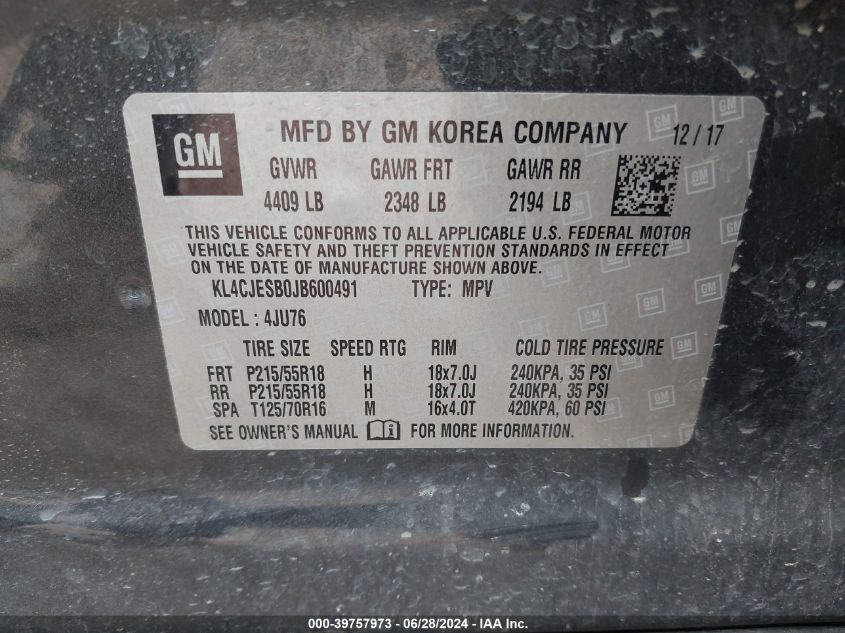 GM MFD BY GM KOREA COMPANY 12/17
GVWR GAWR FRT GAWR RR
4409 LB 2348 LB 2194 LB
THIS VEHICLE CONFORMS TO ALL APPLICABLE U.S. FEDERAL MOTOR
VEHICLE SAFETY AND THEFT PREVENTION STANDARDS IN EFFECT
ON THE DATE OF MANUFACTURE SHOWN ABOVE.
KL4CJESB0JB600491 TYPE: MPV
MODEL : 4JU76
TIRE SIZE SPEED RTG RIM COLD TIRE PRESSURE
FRT P215/55R18 H 18x7.0J 240KPA, 35 PSI
RR P215/55R18 H 18x7.0J 240KPA, 35 PSI
SPA T125/70R16 M 16x4.0T 420KPA, 60 PSI
SEE OWNER'S MANUAL FOR MORE INFORMATION.
000-39757973 - 06/28/2024 - IAA Inc.